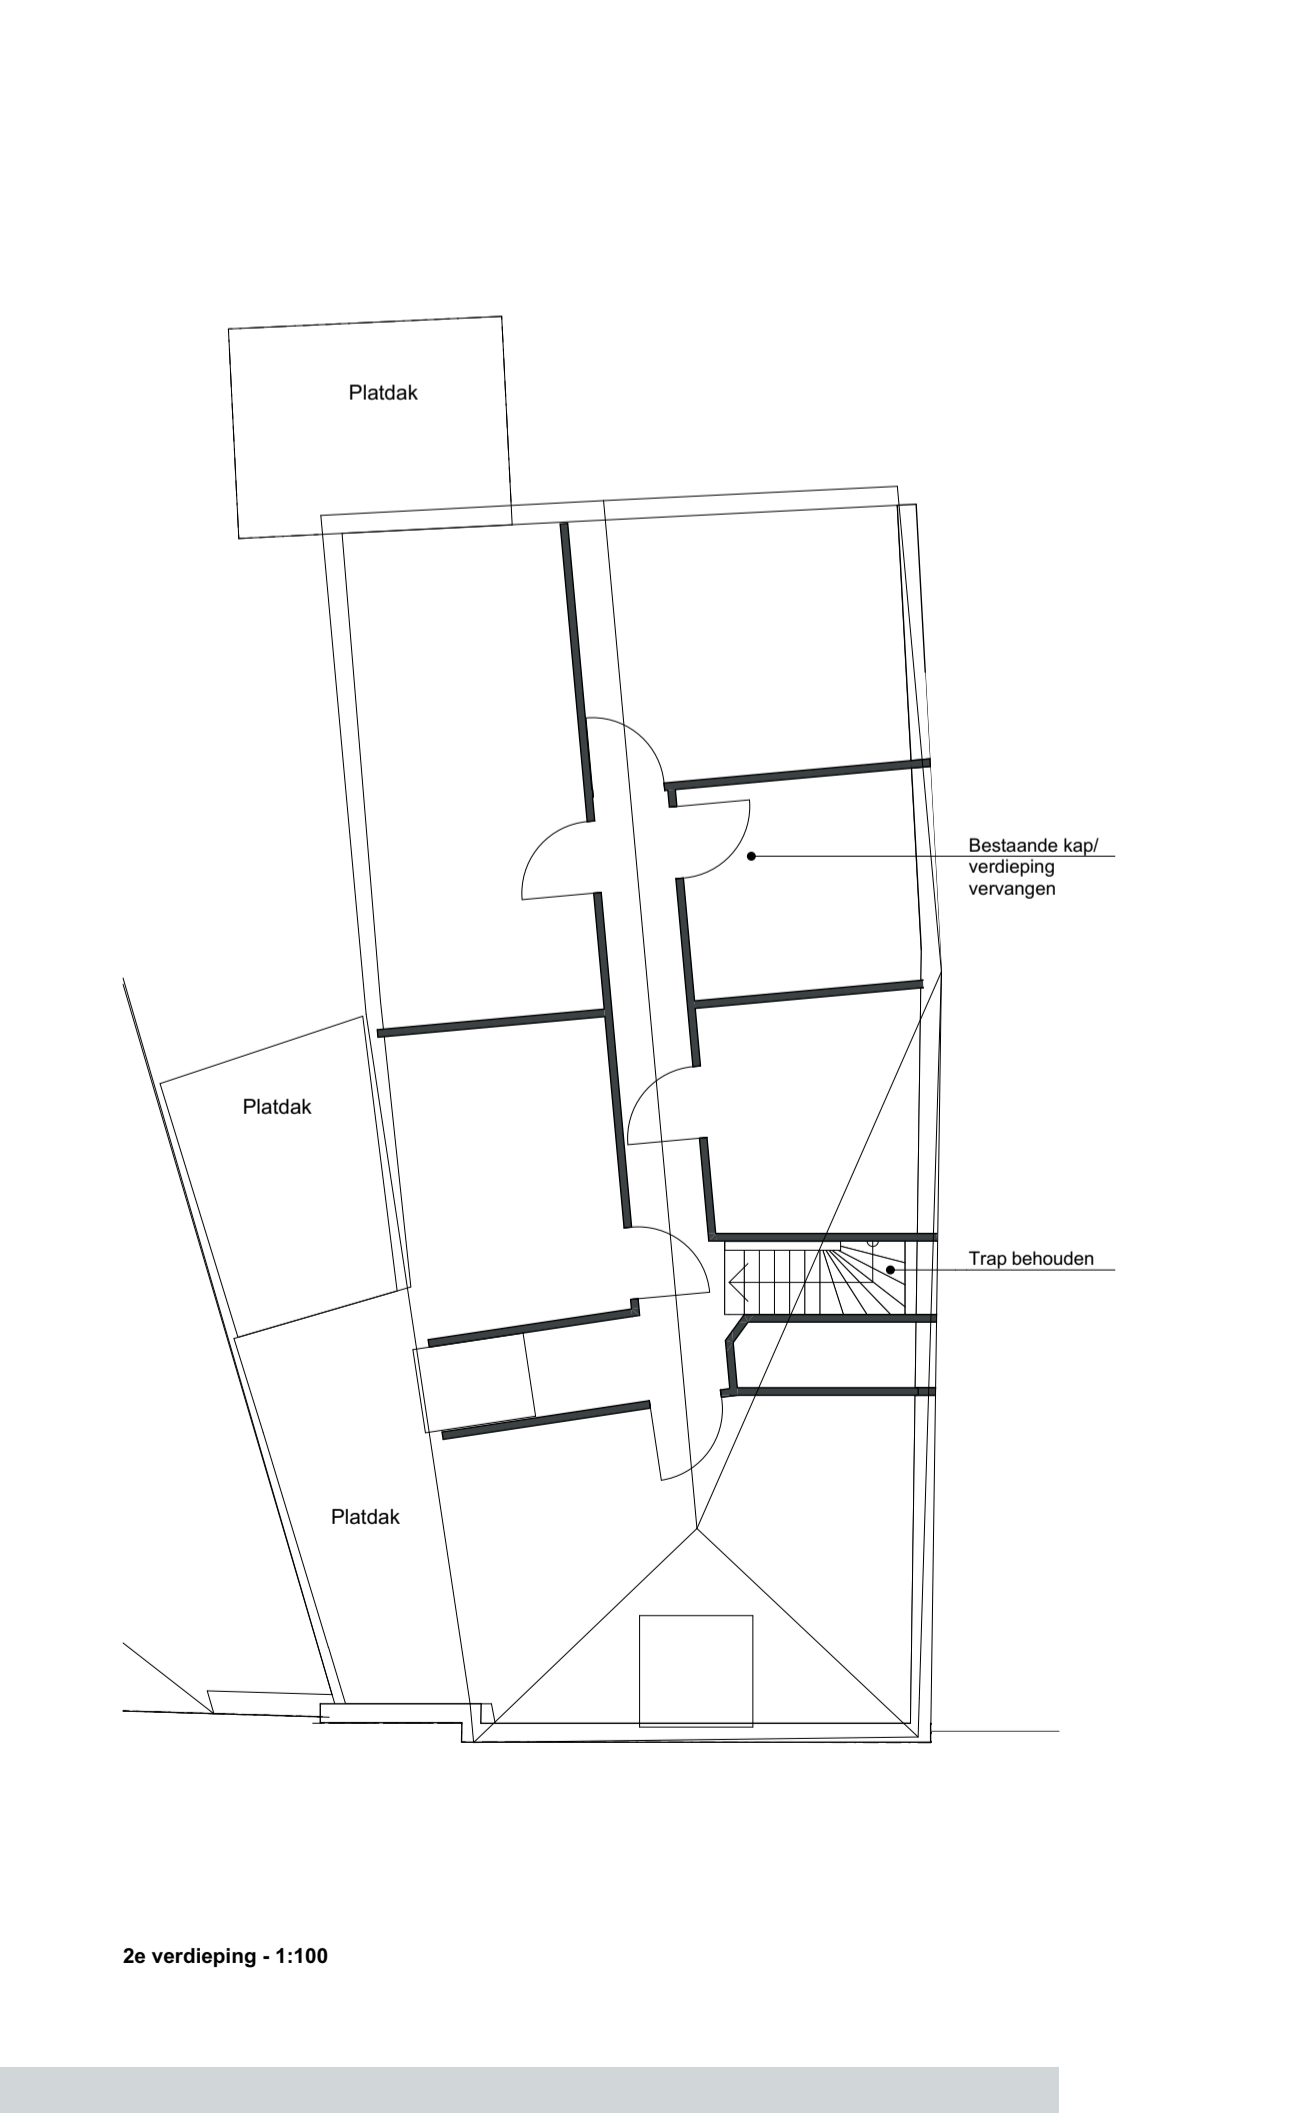 Platdak
Bestaande kap/
verdieping
vervangen
Platdak
Trap behouden
Platdak
2e verdieping - 1:100